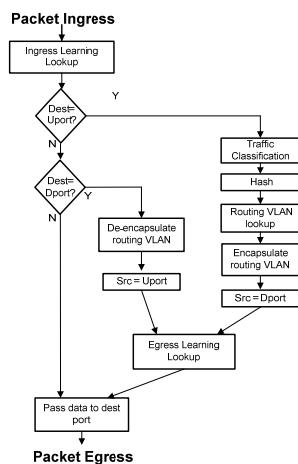 Packet Ingress
Ingress Learning
Lookup
Y
Dest=
Uport?
N
Traffic
Classification
Hash
Dest=
Dport?
Y
N
Routing VLAN
lookup
De-encapsulate
routing VLAN
Encapsulate
routing VLAN
Src = Uport
Src = Dport
Egress Learning
Lookup
Pass data to dest
port
Packet Egress